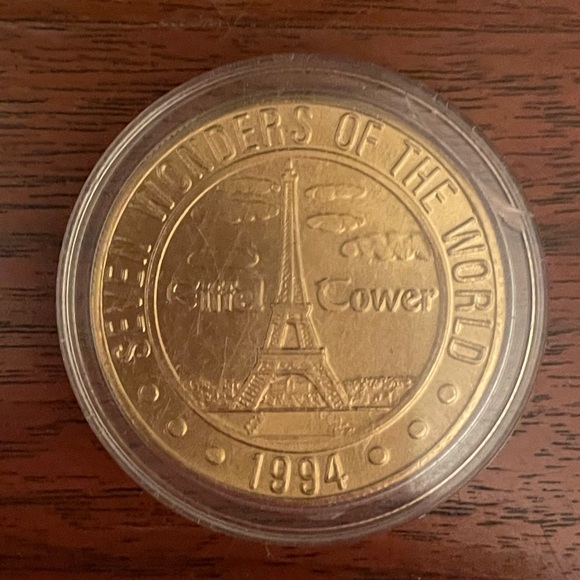 SEVEN WONDERS OF THE WORLD
Eiffel Tower
1994